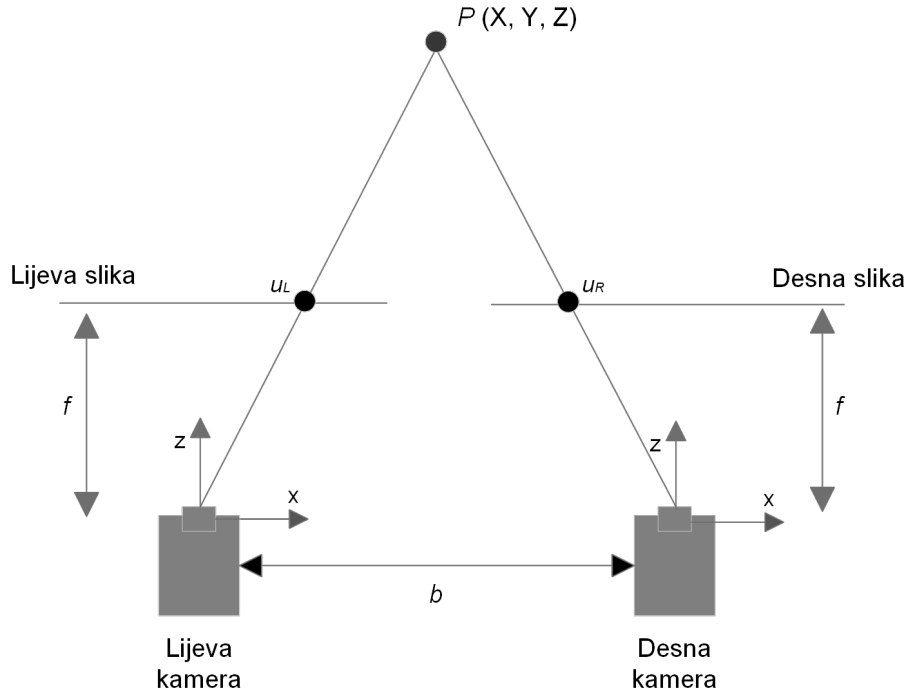 P (X, Y, Z)
Lijeva slika
Desna slika
uL
uR
f
f
z
z
x
x
b
Lijeva
kamera
Desna
kamera